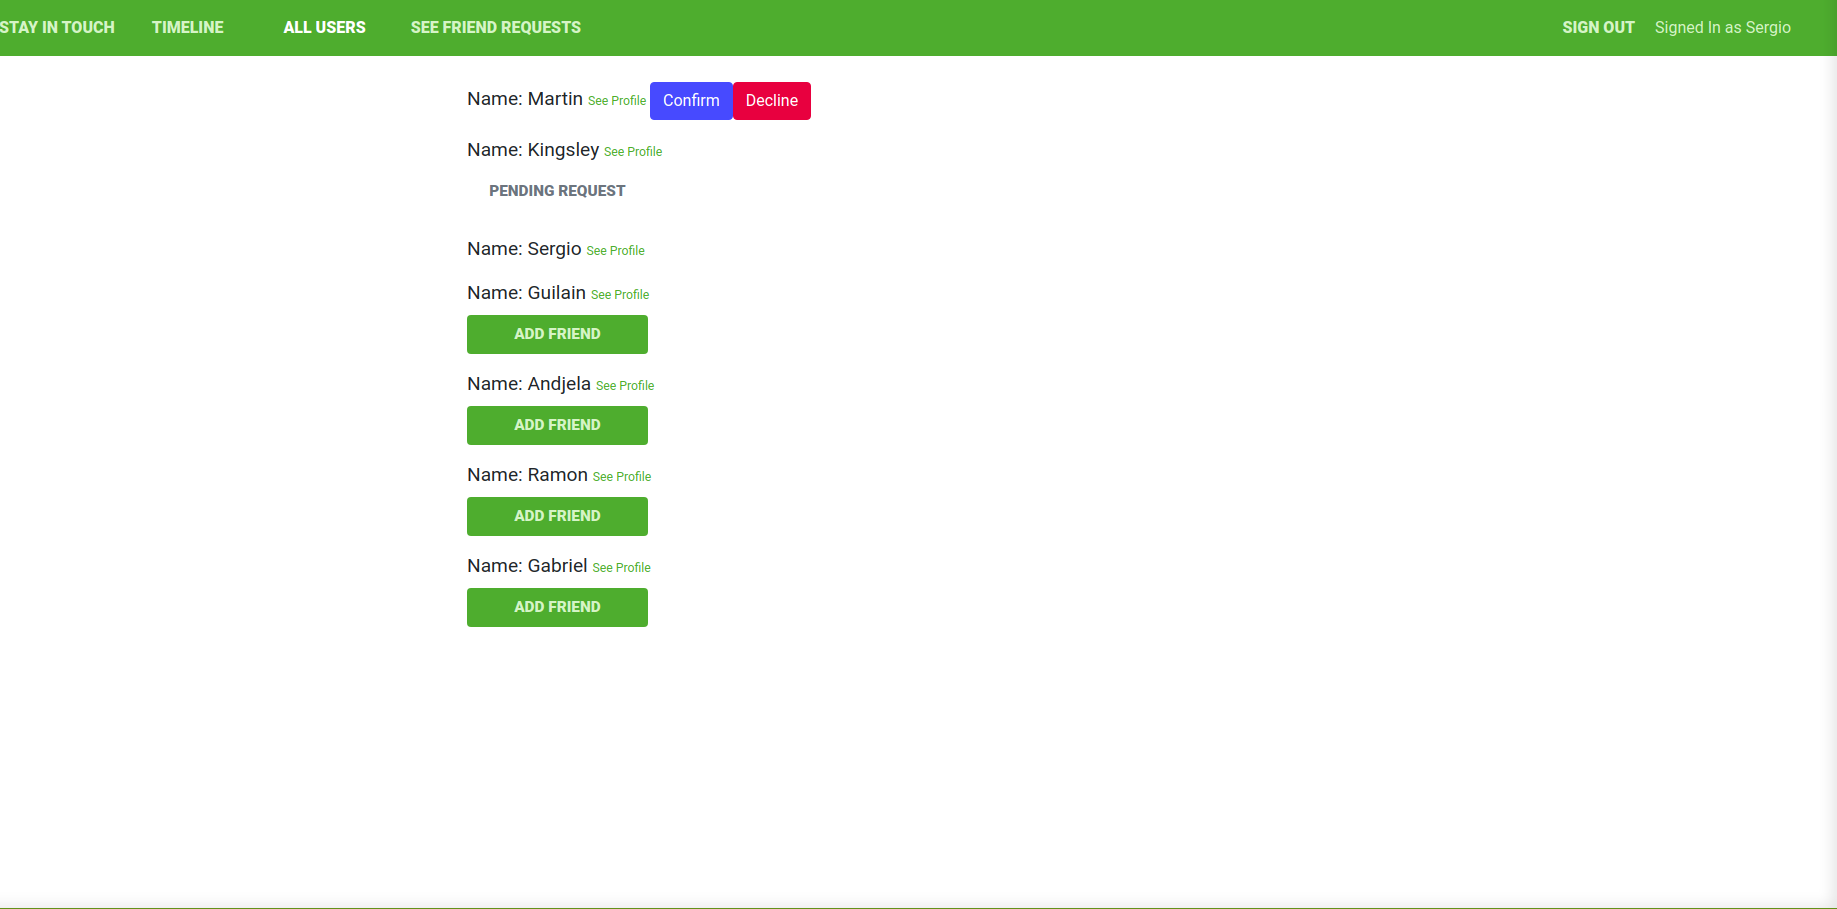 STAY IN TOUCH TIMELINE ALL USERS SEE FRIEND REQUESTS SIGN OUT Signed In as Sergio
Name: Martin See Profile Confirm Decline
Name: Kingsley See Profile
PENDING REQUEST
Name: Sergio See Profile
Name: Guilain See Profile
ADD FRIEND
Name: Andjela See Profile
ADD FRIEND
Name: Ramon See Profile
ADD FRIEND
Name: Gabriel See Profile
ADD FRIEND